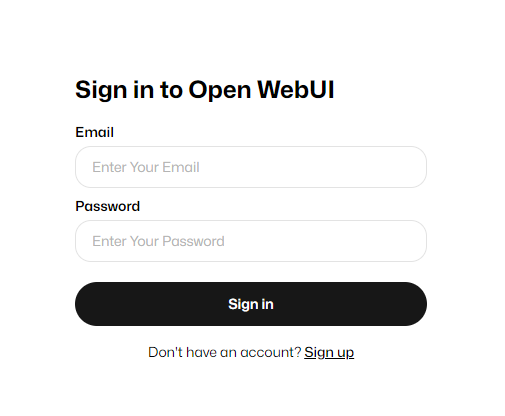 Sign in to Open WebUI
Email
Enter Your Email
Password
Enter Your Password
Sign in
Don't have an account? Sign up